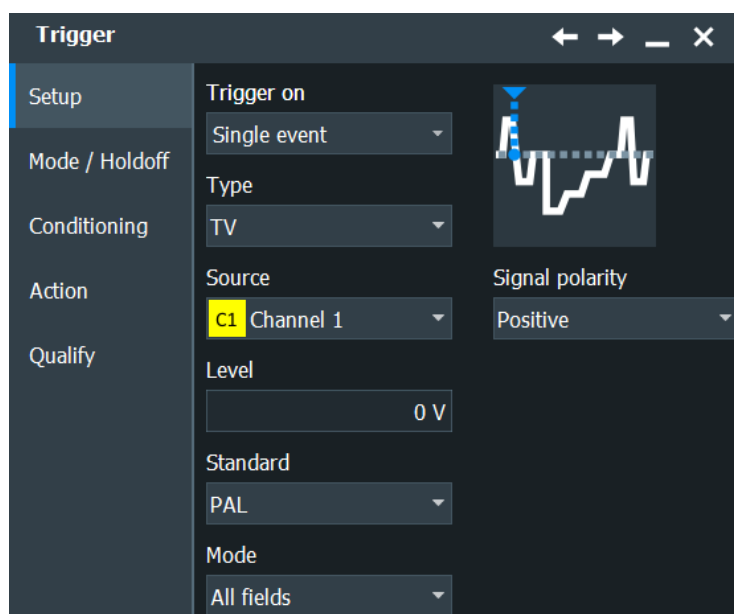 Trigger
Setup
Mode / Holdoff
Conditioning
Action
Qualify
Trigger on
Single event
Type
TV
Source
C1 Channel 1
Level
0 V
Standard
PAL
Mode
All fields
Signal polarity
Positive